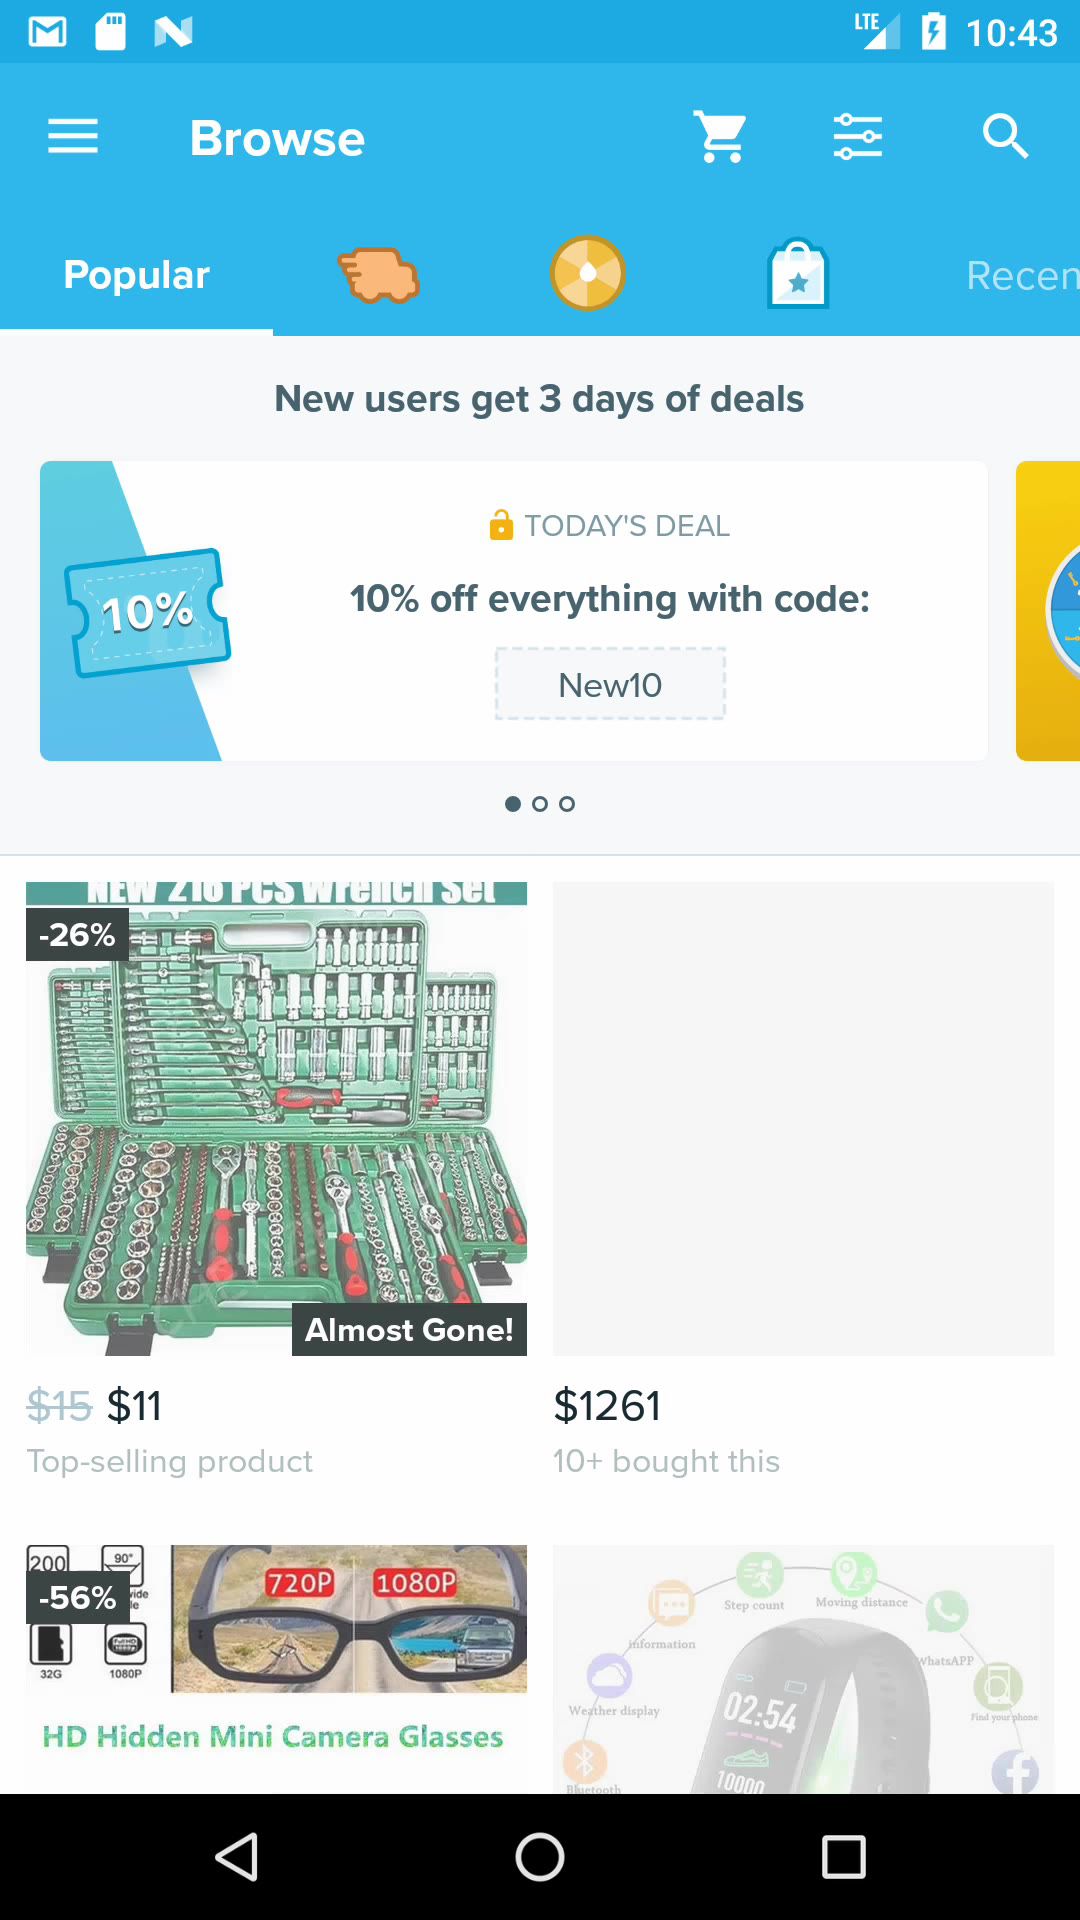 LTE 10:43
Browse
Popular
Recen
New users get 3 days of deals
TODAY'S DEAL
10%
10% off everything with code:
New10
NEW 216 PCS Wrench Set
-26%
Almost Gone!
$15 $11
Top-selling product
$1261
10+ bought this
200
90°
-56%
wide
le
720P
1080P
32G
1080P
HD Hidden Mini Camera Glasses
Step count
Moving distance
information
WhatsAPP
Weather display
Find your phone
Bluetooth
02:54
10000